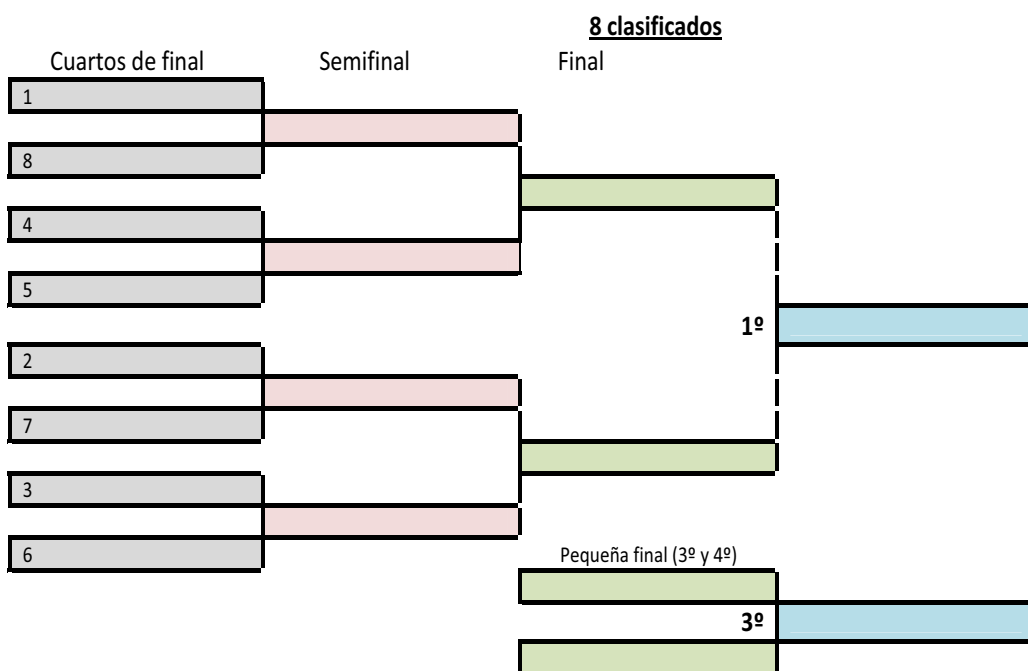 8 clasificados
Cuartos de final Semifinal Final
1
8
4
5
1º
2
7
3
6
Pequeña final (3º y 4º)
3º